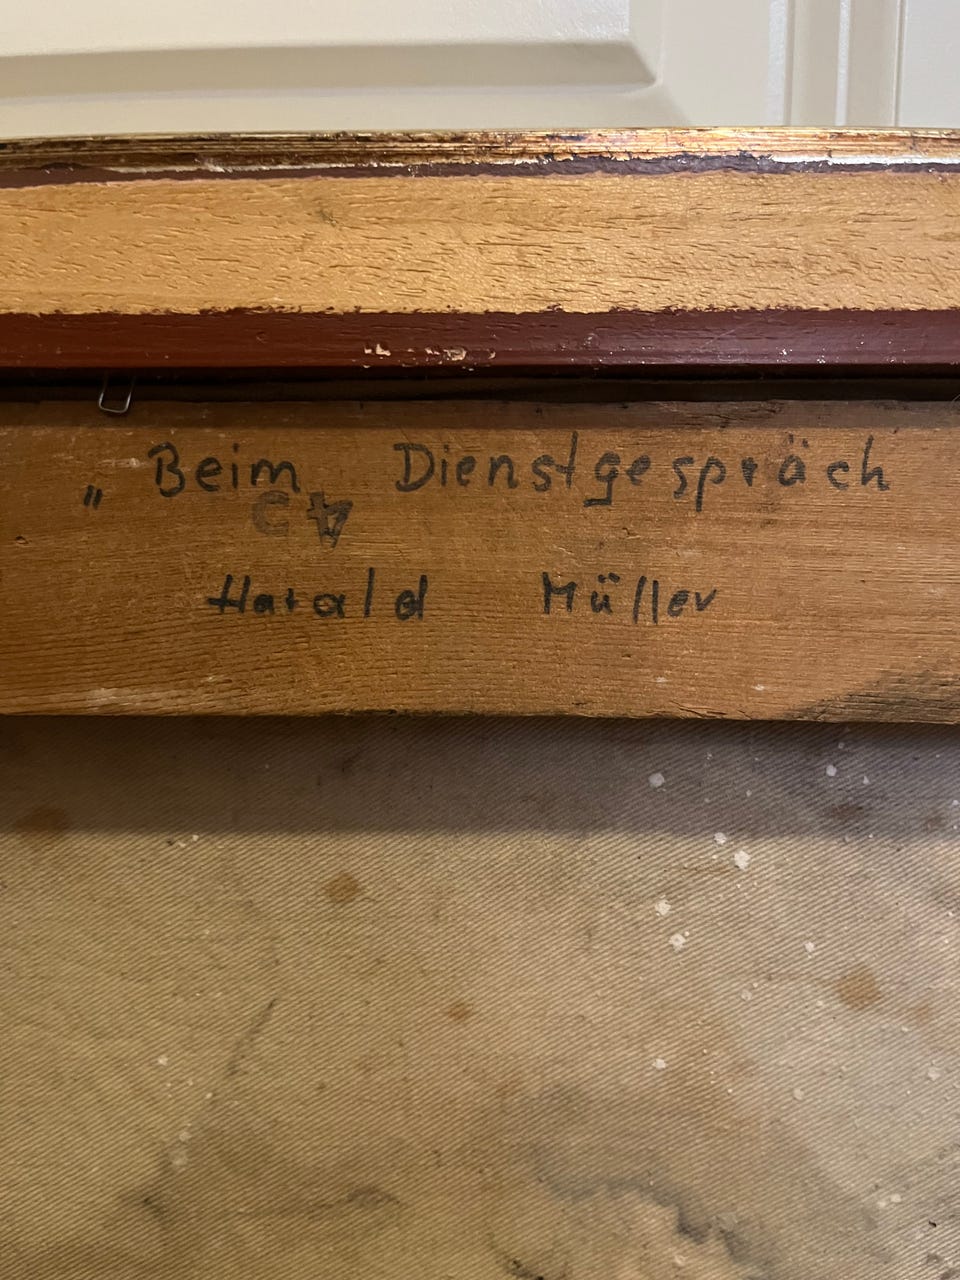 „Beim Dienstgespräch
Harald Müller